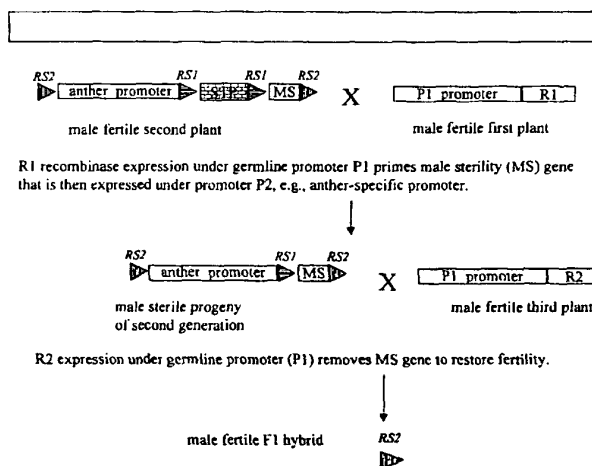 RS2 RS1 RS1 RS2
anther promoter STP MS X P1 promoter R1
male fertile second plant male fertile first plant
R1 recombinase expression under germline promoter P1 primes male sterility (MS) gene
that is then expressed under promoter P2, e.g., anther-specific promoter.
RS2 RS1 RS2
anther promoter MS X P1 promoter R2
male sterile progeny male fertile third plant
of second generation
R2 expression under germline promoter (P1) removes MS gene to restore fertility.
male fertile F1 hybrid RS2